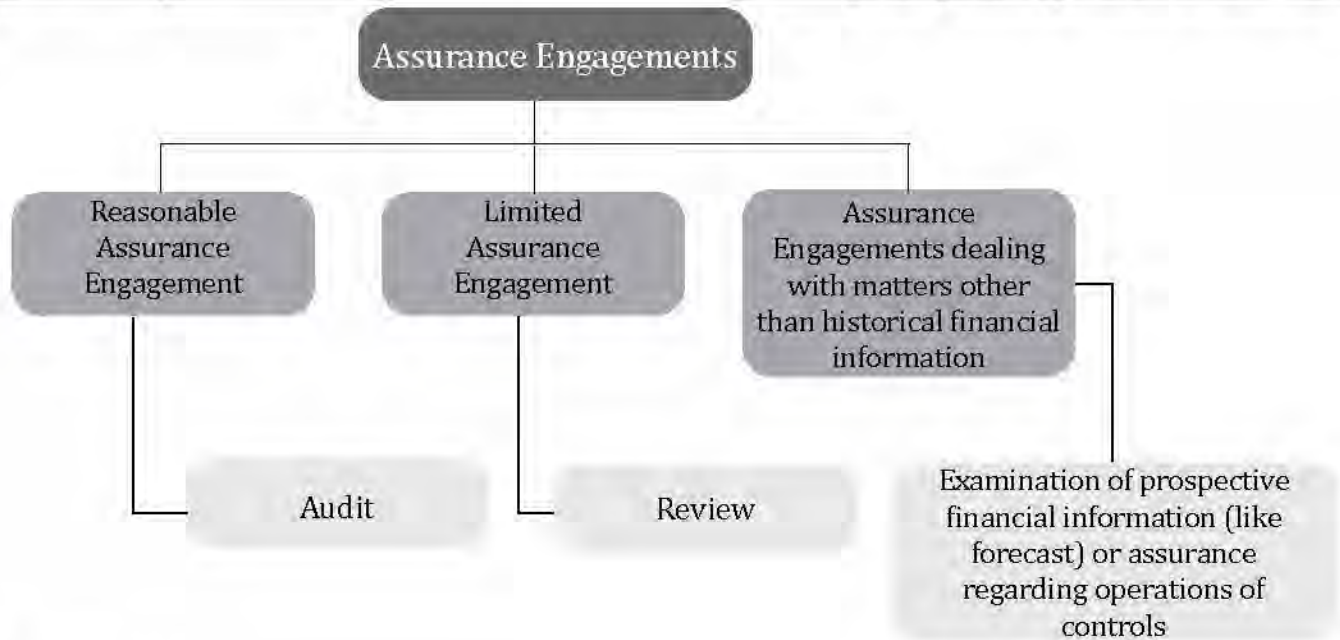 Assurance Engagements
Reasonable
Assurance
Engagement
Limited
Assurance
Engagement
Assurance
Engagements dealing
with matters other
than historical financial
information
Audit
Review
Examination of prospective
financial information (like
forecast) or assurance
regarding operations of
controls